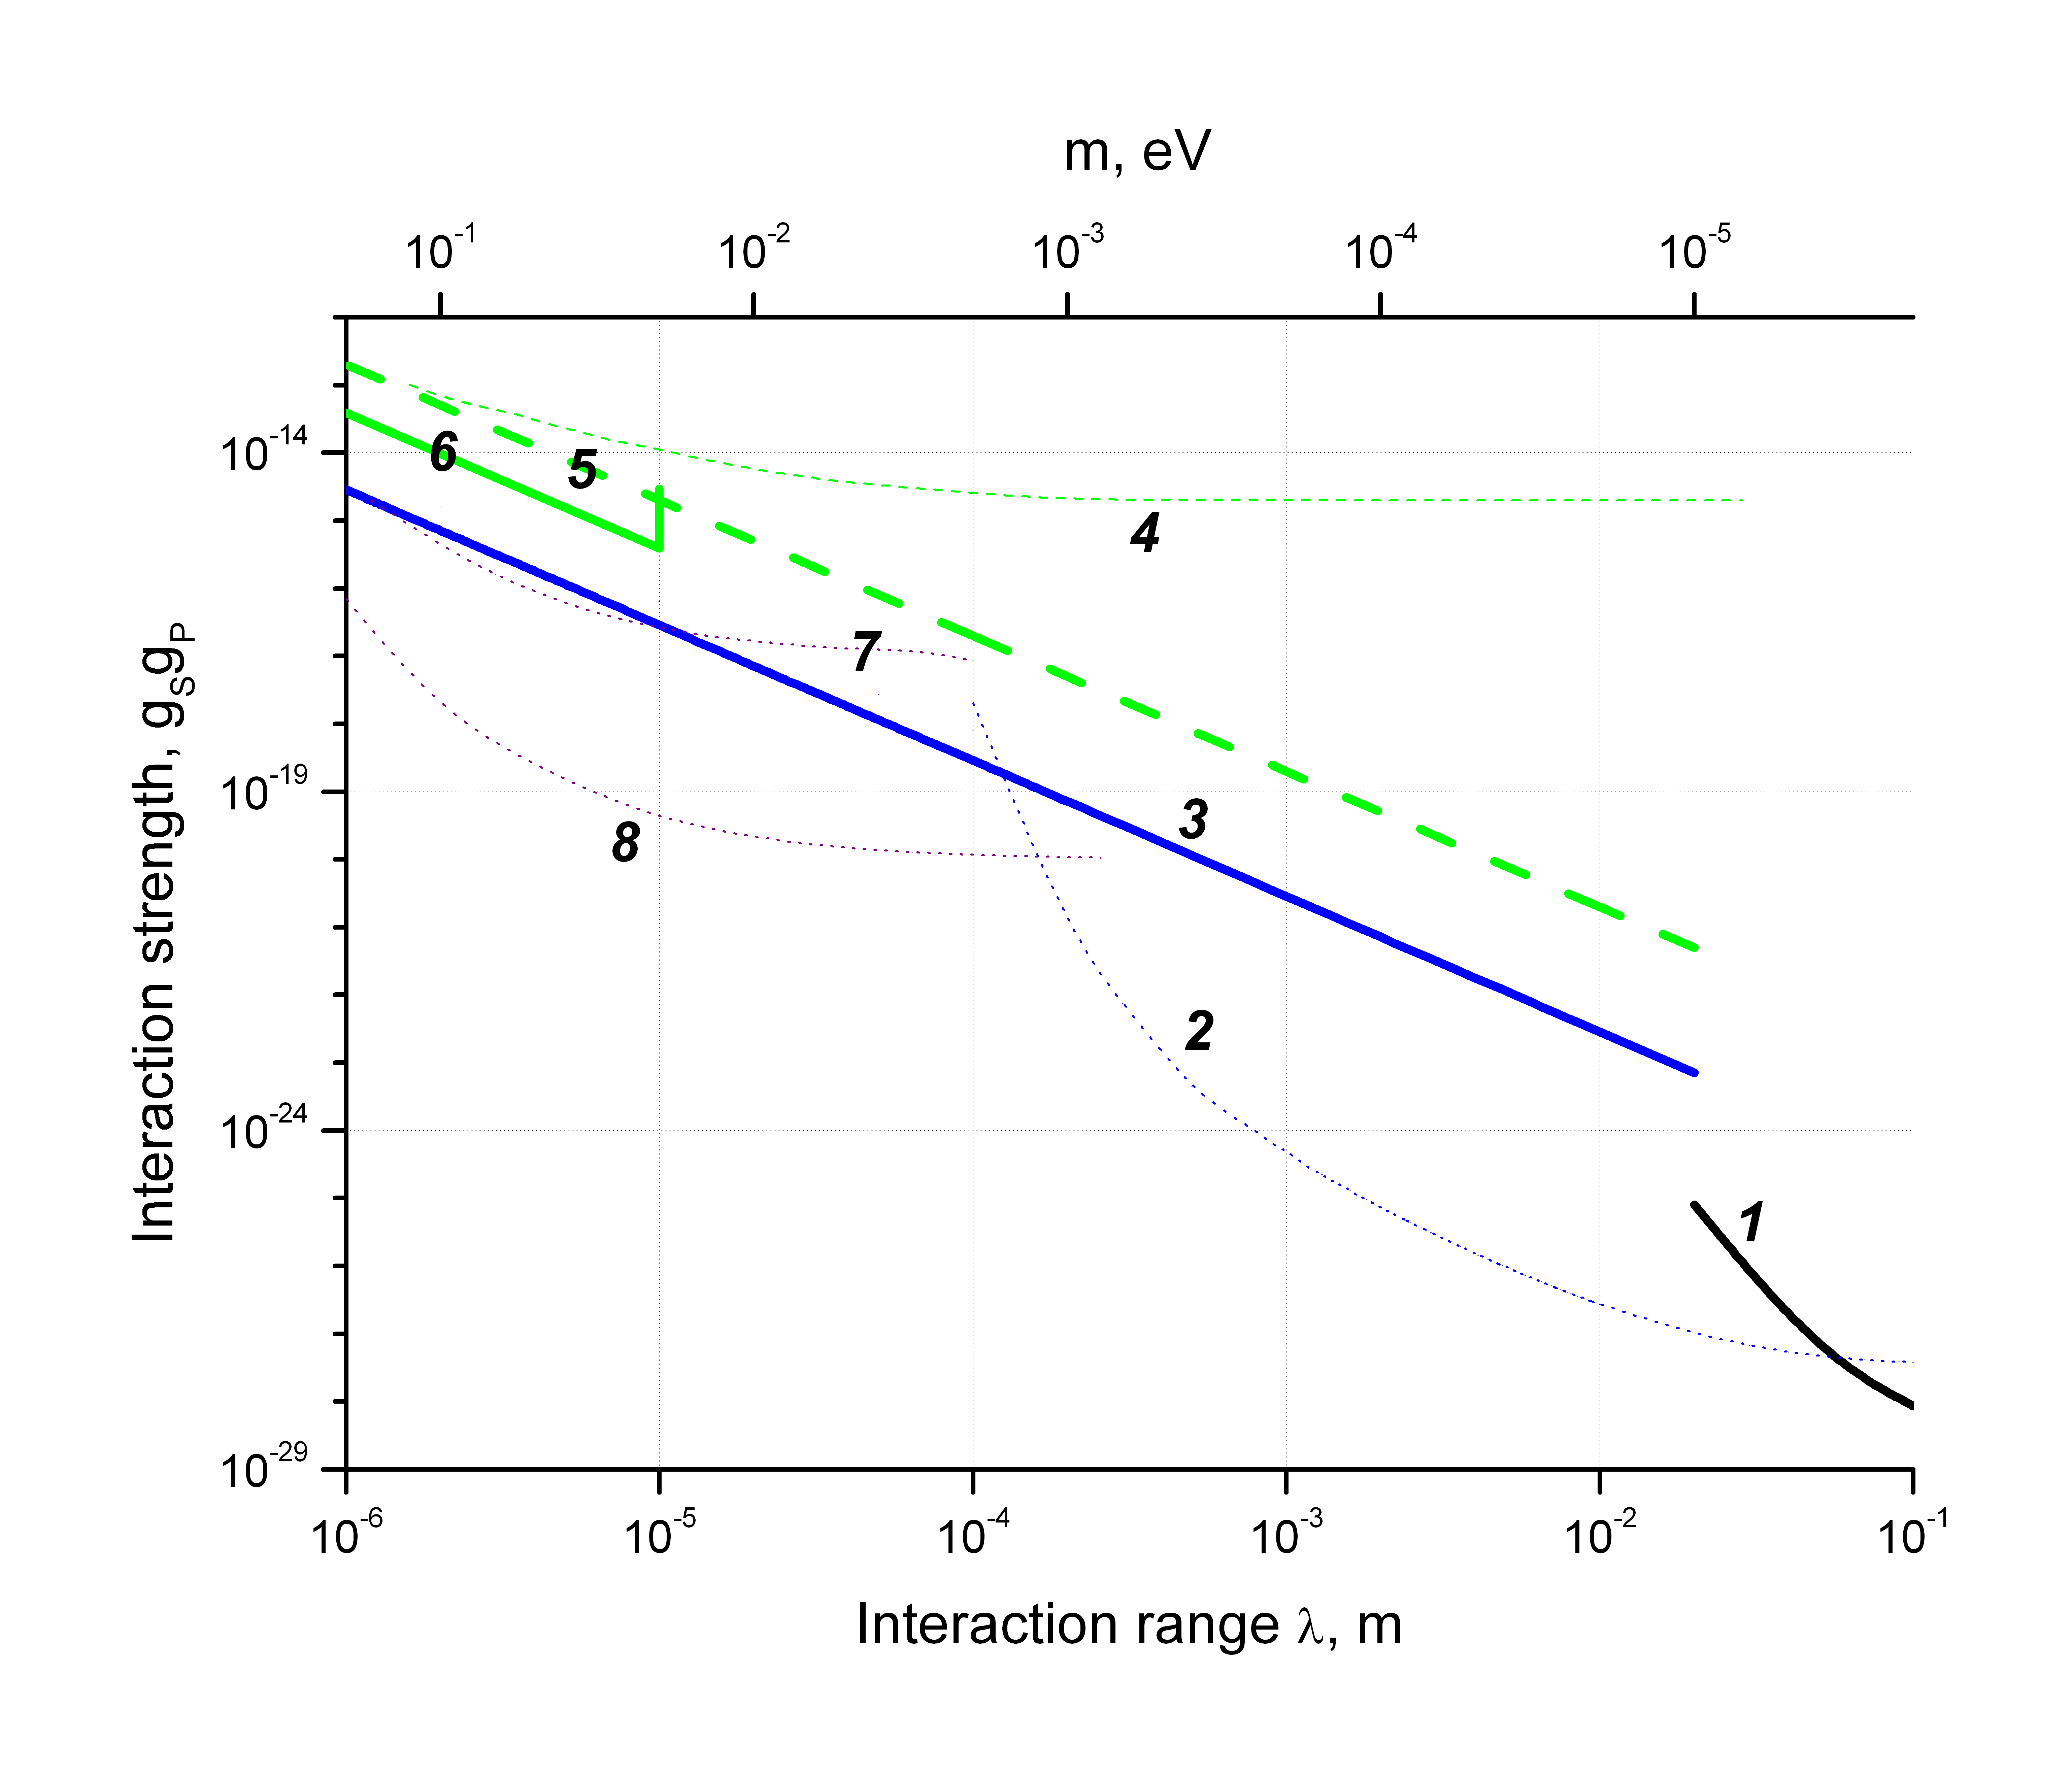 m, eV
10⁻¹ 10⁻² 10⁻³ 10⁻⁴ 10⁻⁵
Interaction strength, g_Sg_P
10⁻¹⁴
10⁻¹⁹
10⁻²⁴
10⁻²⁹
6
5
4
7
3
8
2
1
10⁻⁶ 10⁻⁵ 10⁻⁴ 10⁻³ 10⁻² 10⁻¹
Interaction range λ, m